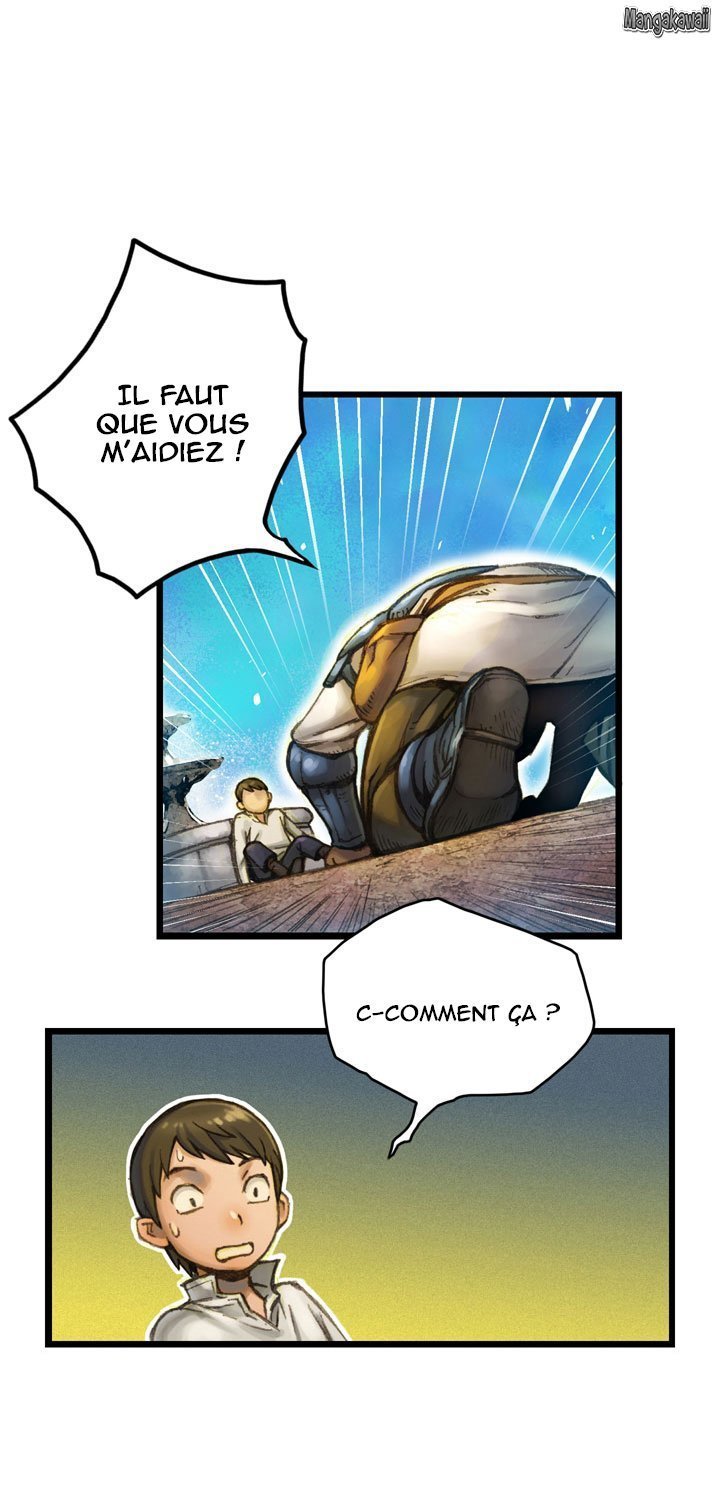 Mangakawaii
IL FAUT
QUE VOUS
M'AIDIEZ !
C-COMMENT ÇA ?